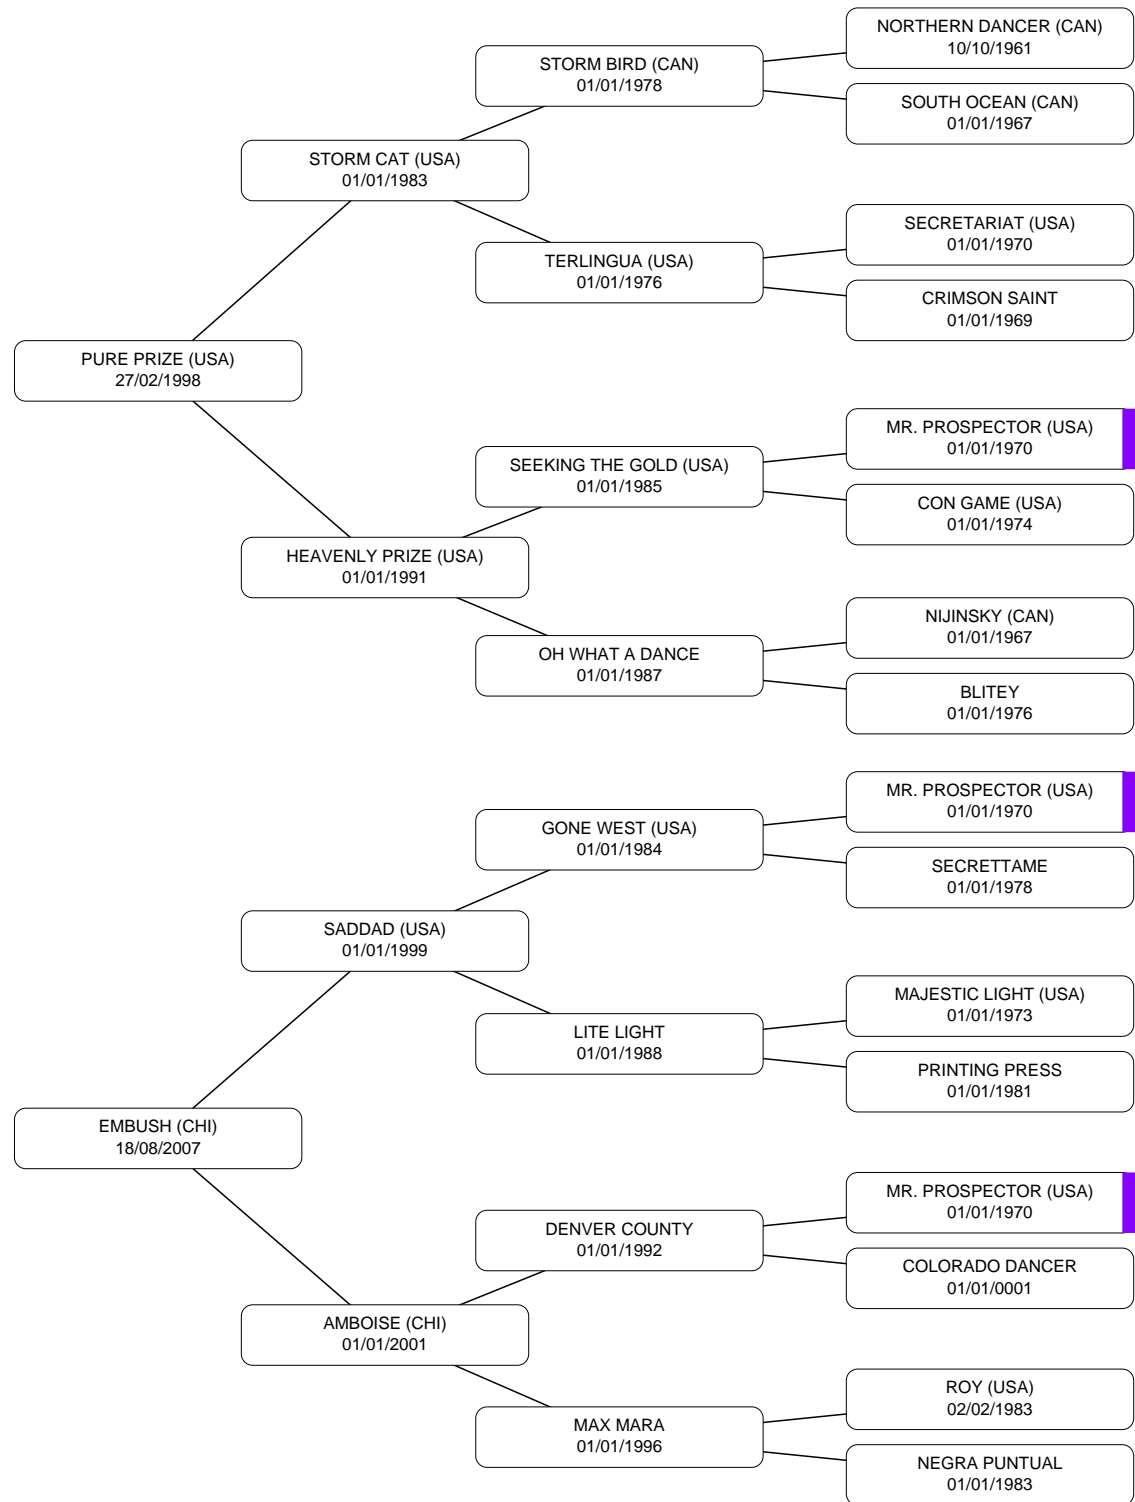 NORTHERN DANCER (CAN)
10/10/1961
STORM BIRD (CAN)
01/01/1978
SOUTH OCEAN (CAN)
01/01/1967
STORM CAT (USA)
01/01/1983
SECRETARIAT (USA)
01/01/1970
TERLINGUA (USA)
01/01/1976
CRIMSON SAINT
01/01/1969
PURE PRIZE (USA)
27/02/1998
MR. PROSPECTOR (USA)
01/01/1970
SEEKING THE GOLD (USA)
01/01/1985
CON GAME (USA)
01/01/1974
HEAVENLY PRIZE (USA)
01/01/1991
NIJINSKY (CAN)
01/01/1967
OH WHAT A DANCE
01/01/1987
BLITEY
01/01/1976
MR. PROSPECTOR (USA)
01/01/1970
GONE WEST (USA)
01/01/1984
SECRETTAME
01/01/1978
SADDAD (USA)
01/01/1999
MAJESTIC LIGHT (USA)
01/01/1973
LITE LIGHT
01/01/1988
PRINTING PRESS
01/01/1981
EMBUSH (CHI)
18/08/2007
MR. PROSPECTOR (USA)
01/01/1970
DENVER COUNTY
01/01/1992
COLORADO DANCER
01/01/0001
AMBOISE (CHI)
01/01/2001
ROY (USA)
02/02/1983
MAX MARA
01/01/1996
NEGRA PUNTUAL
01/01/1983